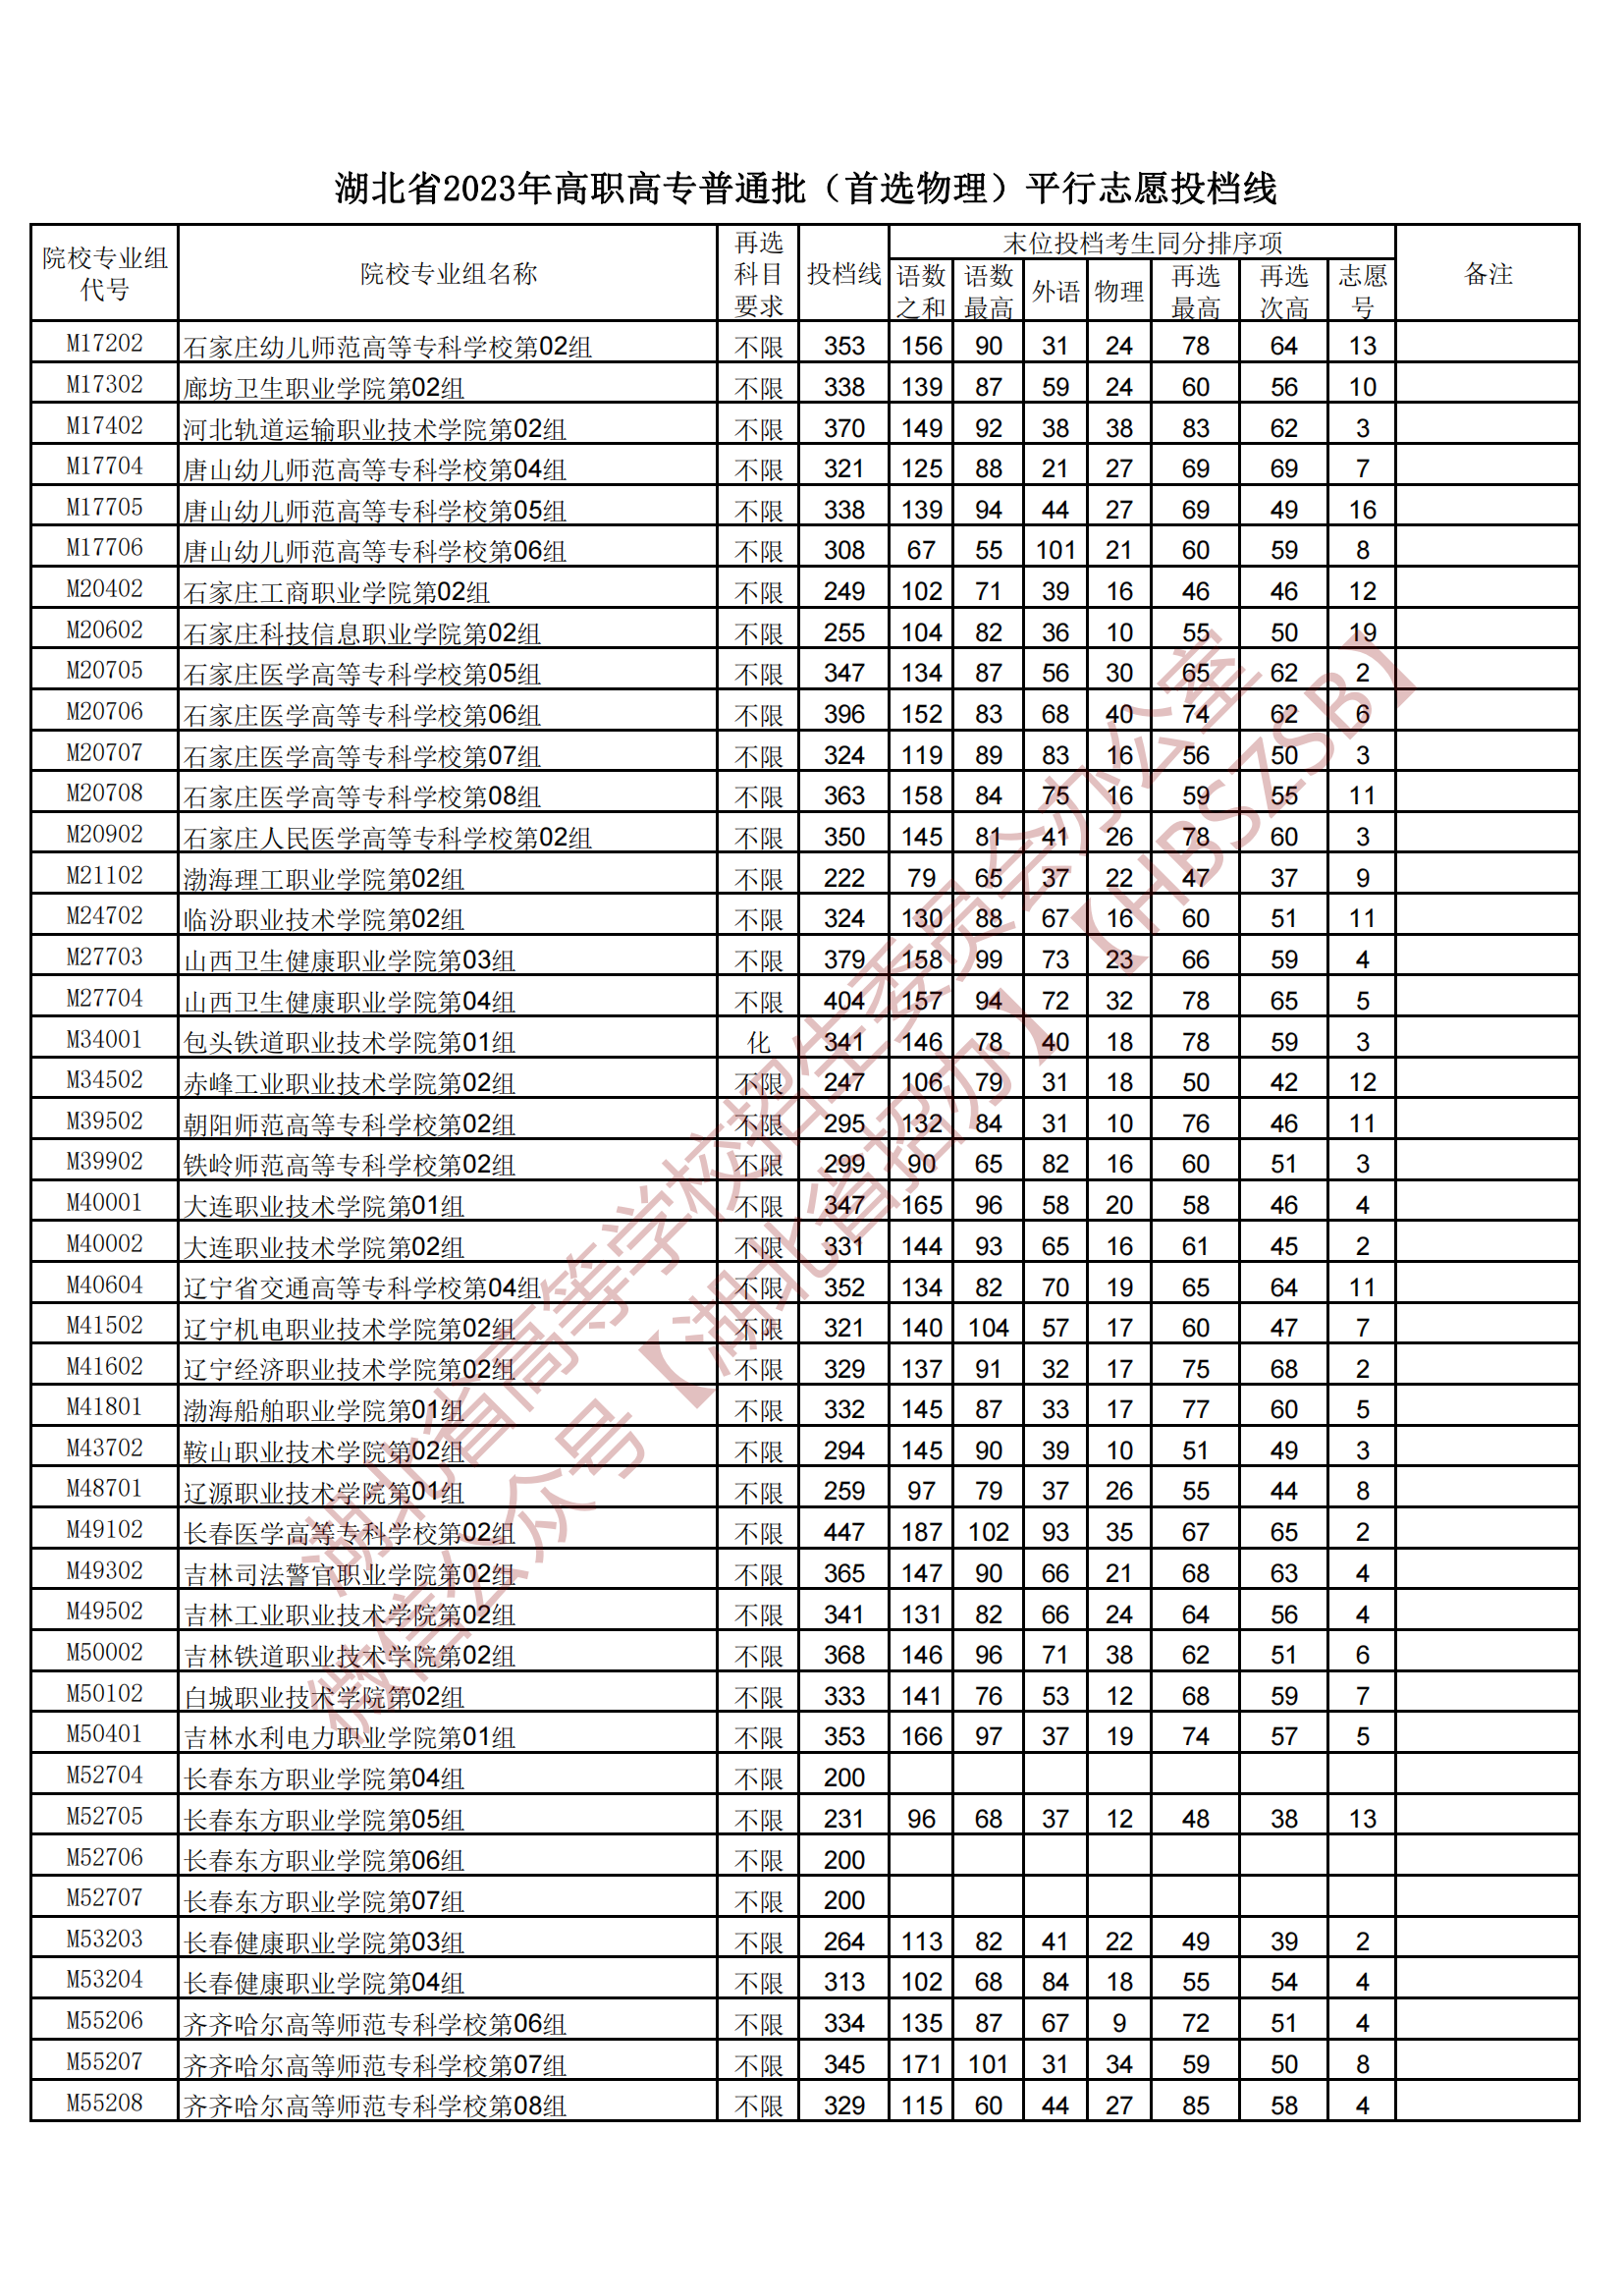 湖北省2023年高职高专普通批（首选物理）平行志愿投档线
院校专业组代号 院校专业组名称 再选科目要求 投档线 末位投档考生同分排序项 备注
语数之和 语数最高 外语 物理 再选最高 再选次高 志愿号
M17202 石家庄幼儿师范高等专科学校第02组 不限 353 156 90 31 24 78 64 13
M17302 廊坊卫生职业学院第02组 不限 338 139 87 59 24 60 56 10
M17402 河北轨道运输职业技术学院第02组 不限 370 149 92 38 38 83 62 3
M17704 唐山幼儿师范高等专科学校第04组 不限 321 125 88 21 27 69 69 7
M17705 唐山幼儿师范高等专科学校第05组 不限 338 139 94 44 27 69 49 16
M17706 唐山幼儿师范高等专科学校第06组 不限 308 67 55 101 21 60 59 8
M20402 石家庄工商职业学院第02组 不限 249 102 71 39 16 46 46 12
M20602 石家庄科技信息职业学院第02组 不限 255 104 82 36 10 55 50 19
M20705 石家庄医学高等专科学校第05组 不限 347 134 87 56 30 65 62 2
M20706 石家庄医学高等专科学校第06组 不限 396 152 83 68 40 74 62 6
M20707 石家庄医学高等专科学校第07组 不限 324 119 89 83 16 56 50 3
M20708 石家庄医学高等专科学校第08组 不限 363 158 84 75 16 59 55 11
M20902 石家庄人民医学高等专科学校第02组 不限 350 145 81 41 26 78 60 3
M21102 渤海理工职业学院第02组 不限 222 79 65 37 22 47 37 9
M24702 临汾职业技术学院第02组 不限 324 130 88 67 16 60 51 11
M27703 山西卫生健康职业学院第03组 不限 379 158 99 73 23 66 59 4
M27704 山西卫生健康职业学院第04组 不限 404 157 94 72 32 78 65 5
M34001 包头铁道职业技术学院第01组 化 341 146 78 40 18 78 59 3
M34502 赤峰工业职业技术学院第02组 不限 247 106 79 31 18 50 42 12
M39502 朝阳师范高等专科学校第02组 不限 295 132 84 31 10 76 46 11
M39902 铁岭师范高等专科学校第02组 不限 299 90 65 82 16 60 51 3
M40001 大连职业技术学院第01组 不限 347 165 96 58 20 58 46 4
M40002 大连职业技术学院第02组 不限 331 144 93 65 16 61 45 2
M40604 辽宁省交通高等专科学校第04组 不限 352 134 82 70 19 65 64 11
M41502 辽宁机电职业技术学院第02组 不限 321 140 104 57 17 60 47 7
M41602 辽宁经济职业技术学院第02组 不限 329 137 91 32 17 75 68 2
M41801 渤海船舶职业学院第01组 不限 332 145 87 33 17 77 60 5
M43702 鞍山职业技术学院第02组 不限 294 145 90 39 10 51 49 3
M48701 辽源职业技术学院第01组 不限 259 97 79 37 26 55 44 8
M49102 长春医学高等专科学校第02组 不限 447 187 102 93 35 67 65 2
M49302 吉林司法警官职业学院第02组 不限 365 147 90 66 21 68 63 4
M49502 吉林工业职业技术学院第02组 不限 341 131 82 66 24 64 56 4
M50002 吉林铁道职业技术学院第02组 不限 368 146 96 71 38 62 51 6
M50102 白城职业技术学院第02组 不限 333 141 76 53 12 68 59 7
M50401 吉林水利电力职业学院第01组 不限 353 166 97 37 19 74 57 5
M52704 长春东方职业学院第04组 不限 200
M52705 长春东方职业学院第05组 不限 231 96 68 37 12 48 38 13
M52706 长春东方职业学院第06组 不限 200
M52707 长春东方职业学院第07组 不限 200
M53203 长春健康职业学院第03组 不限 264 113 82 41 22 49 39 2
M53204 长春健康职业学院第04组 不限 313 102 68 84 18 55 54 4
M55206 齐齐哈尔高等师范专科学校第06组 不限 334 135 87 67 9 72 51 4
M55207 齐齐哈尔高等师范专科学校第07组 不限 345 171 101 31 34 59 50 8
M55208 齐齐哈尔高等师范专科学校第08组 不限 329 115 60 44 27 85 58 4
湖北省高等学校招生委员会办公室
微信公众号【湖北省招办】【HBSZSB】